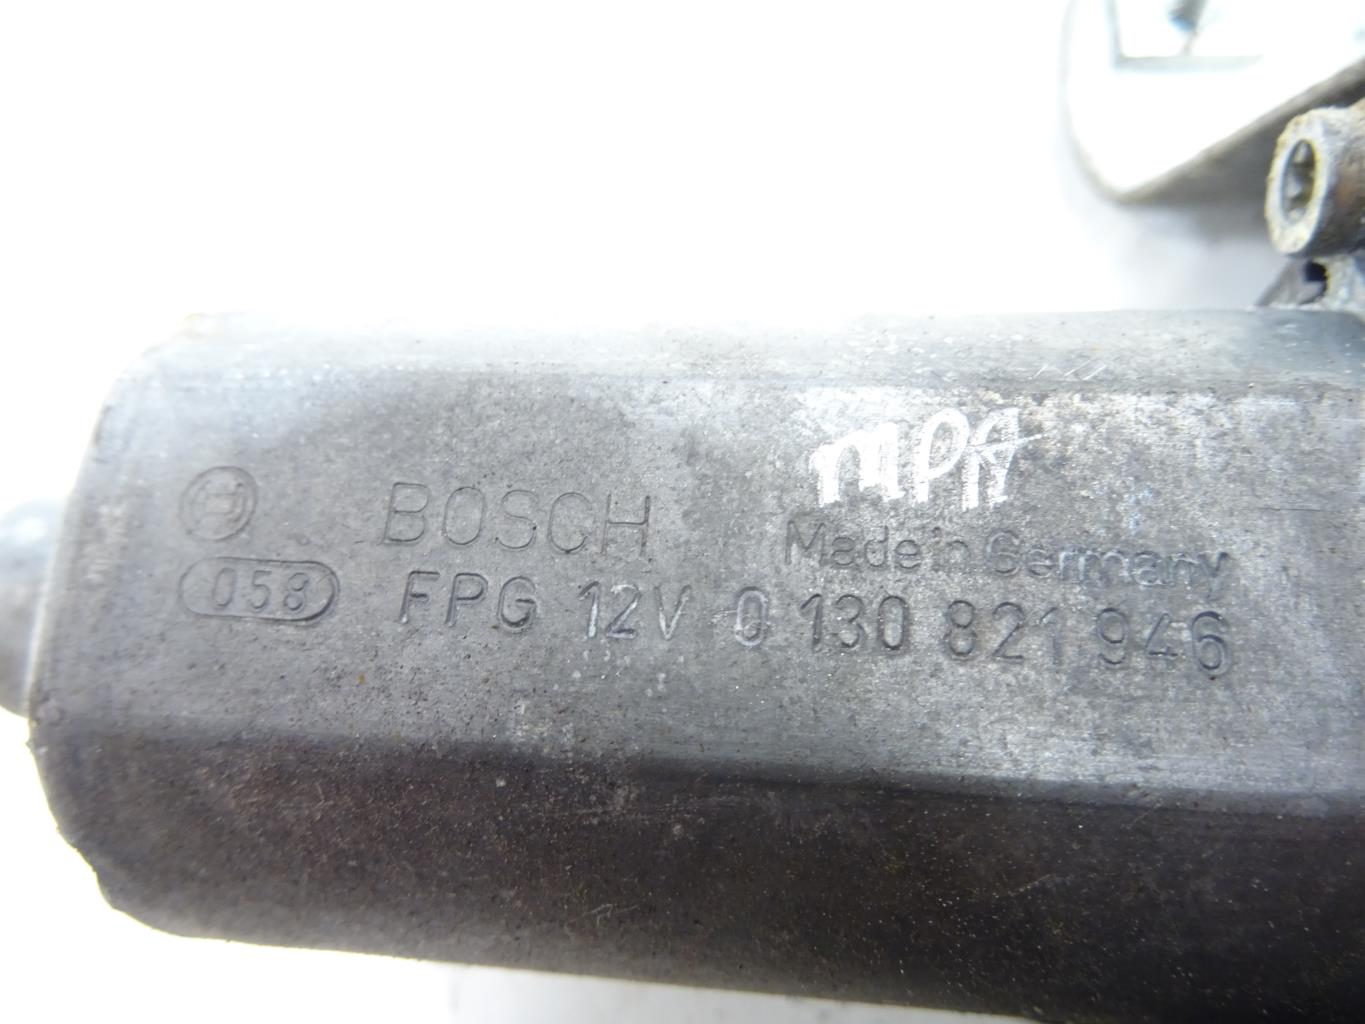 MPA
BOSCH
Made in Germany
058 FPG 12V 0 130 821 946